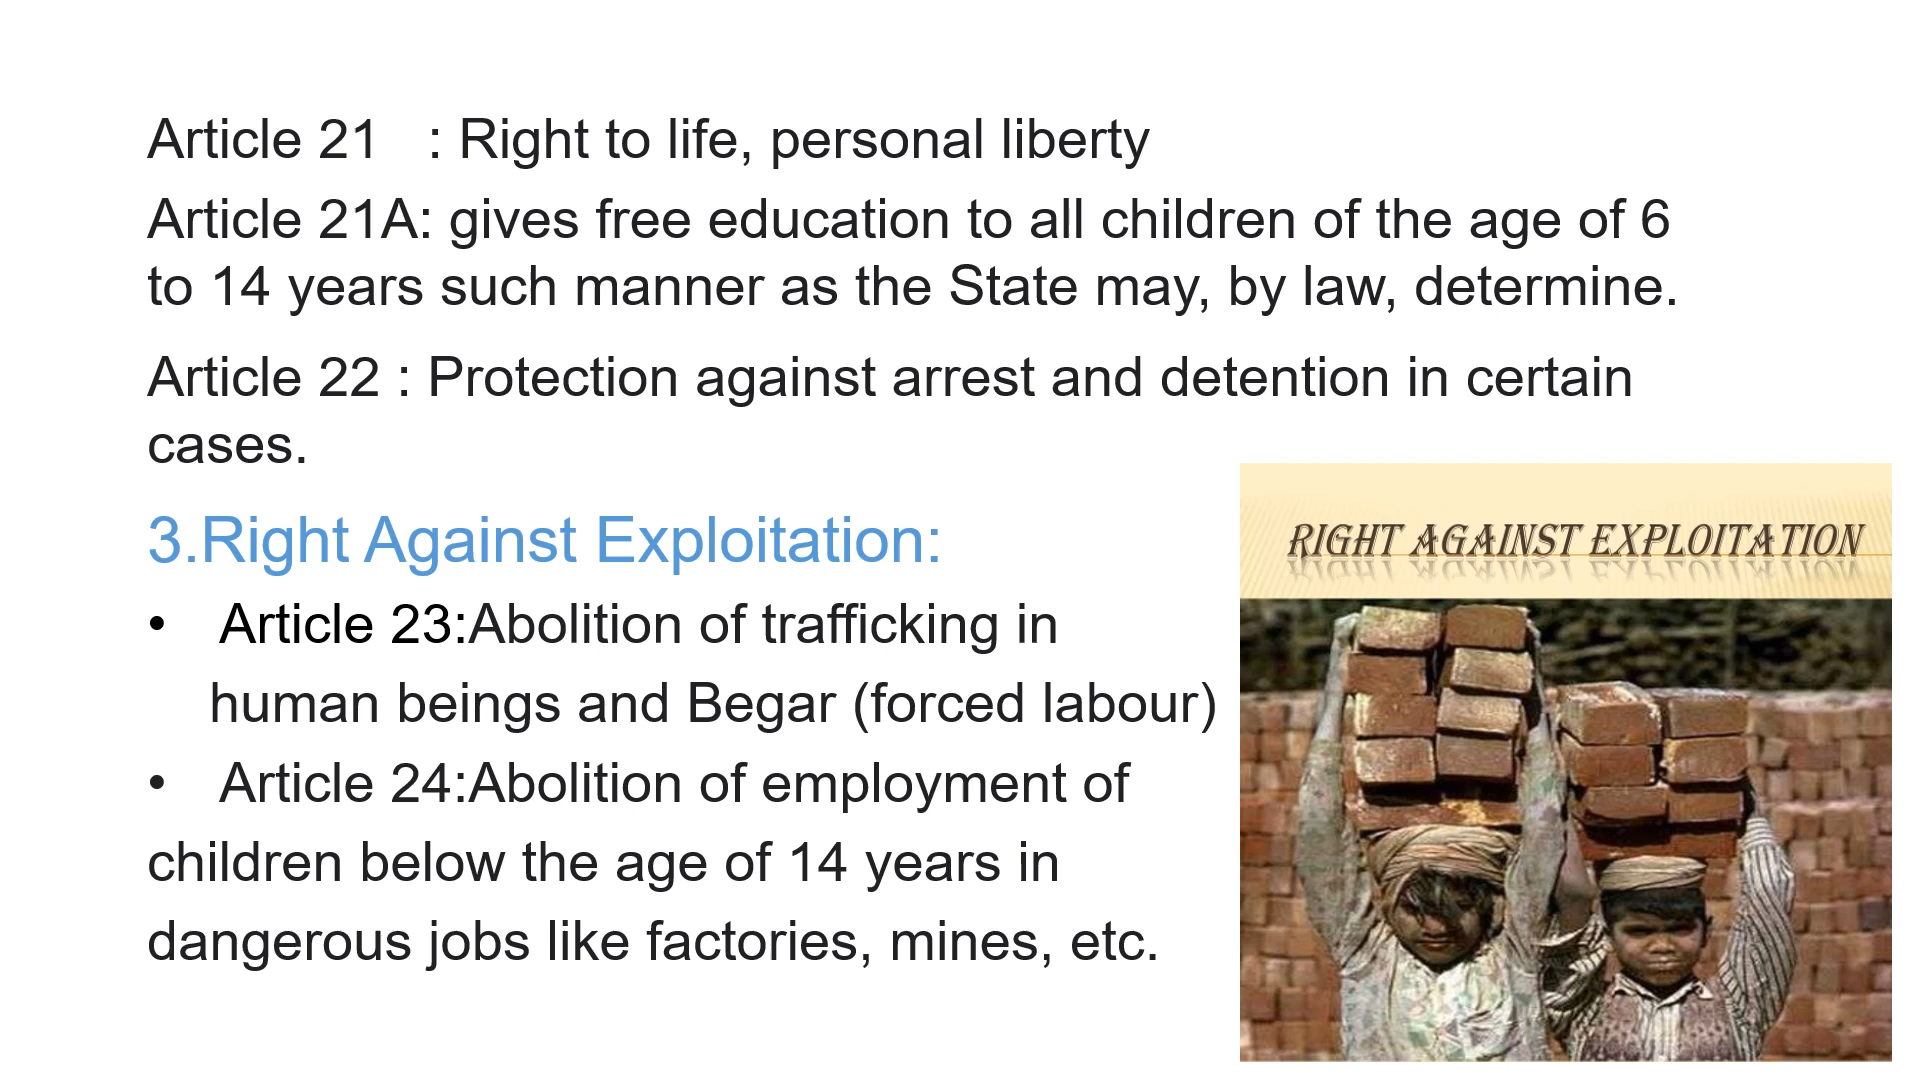 Article 21   : Right to life, personal liberty
Article 21A: gives free education to all children of the age of 6
to 14 years such manner as the State may, by law, determine.
Article 22 : Protection against arrest and detention in certain
cases.
3.Right Against Exploitation:
•   Article 23:Abolition of trafficking in
human beings and Begar (forced labour)
•   Article 24:Abolition of employment of
children below the age of 14 years in
dangerous jobs like factories, mines, etc.
RIGHT AGAINST EXPLOITATION